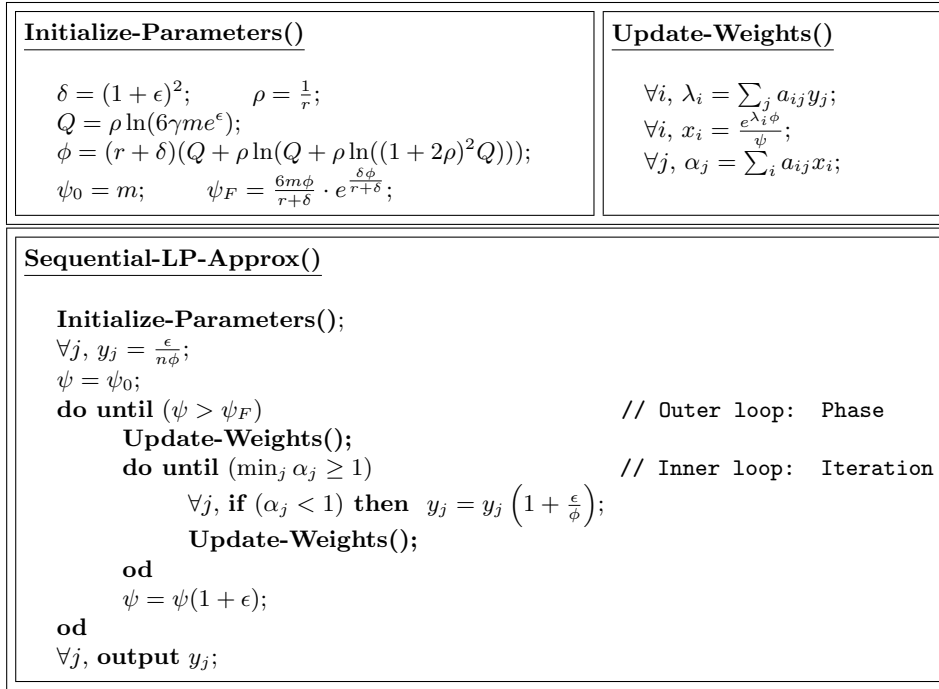 Initialize-Parameters()
δ = (1 + ϵ)²; ρ = 1/r;
Q = ρ ln(6γme^ϵ);
ϕ = (r + δ)(Q + ρ ln(Q + ρ ln((1 + 2ρ)²Q)));
ψ₀ = m; ψ_F = 6mϕ/(r+δ) · e^(δϕ/(r+δ));
Update-Weights()
∀i, λ_i = ∑_j a_ij y_j;
∀i, x_i = e^(λ_i ϕ)/ψ;
∀j, α_j = ∑_i a_ij x_i;
Sequential-LP-Approx()
Initialize-Parameters();
∀j, y_j = ϵ/(nϕ);
ψ = ψ₀;
do until (ψ > ψ_F) // Outer loop: Phase
Update-Weights();
do until (min_j α_j ≥ 1) // Inner loop: Iteration
∀j, if (α_j < 1) then y_j = y_j (1 + ϵ/ϕ);
Update-Weights();
od
ψ = ψ(1 + ϵ);
od
∀j, output y_j;